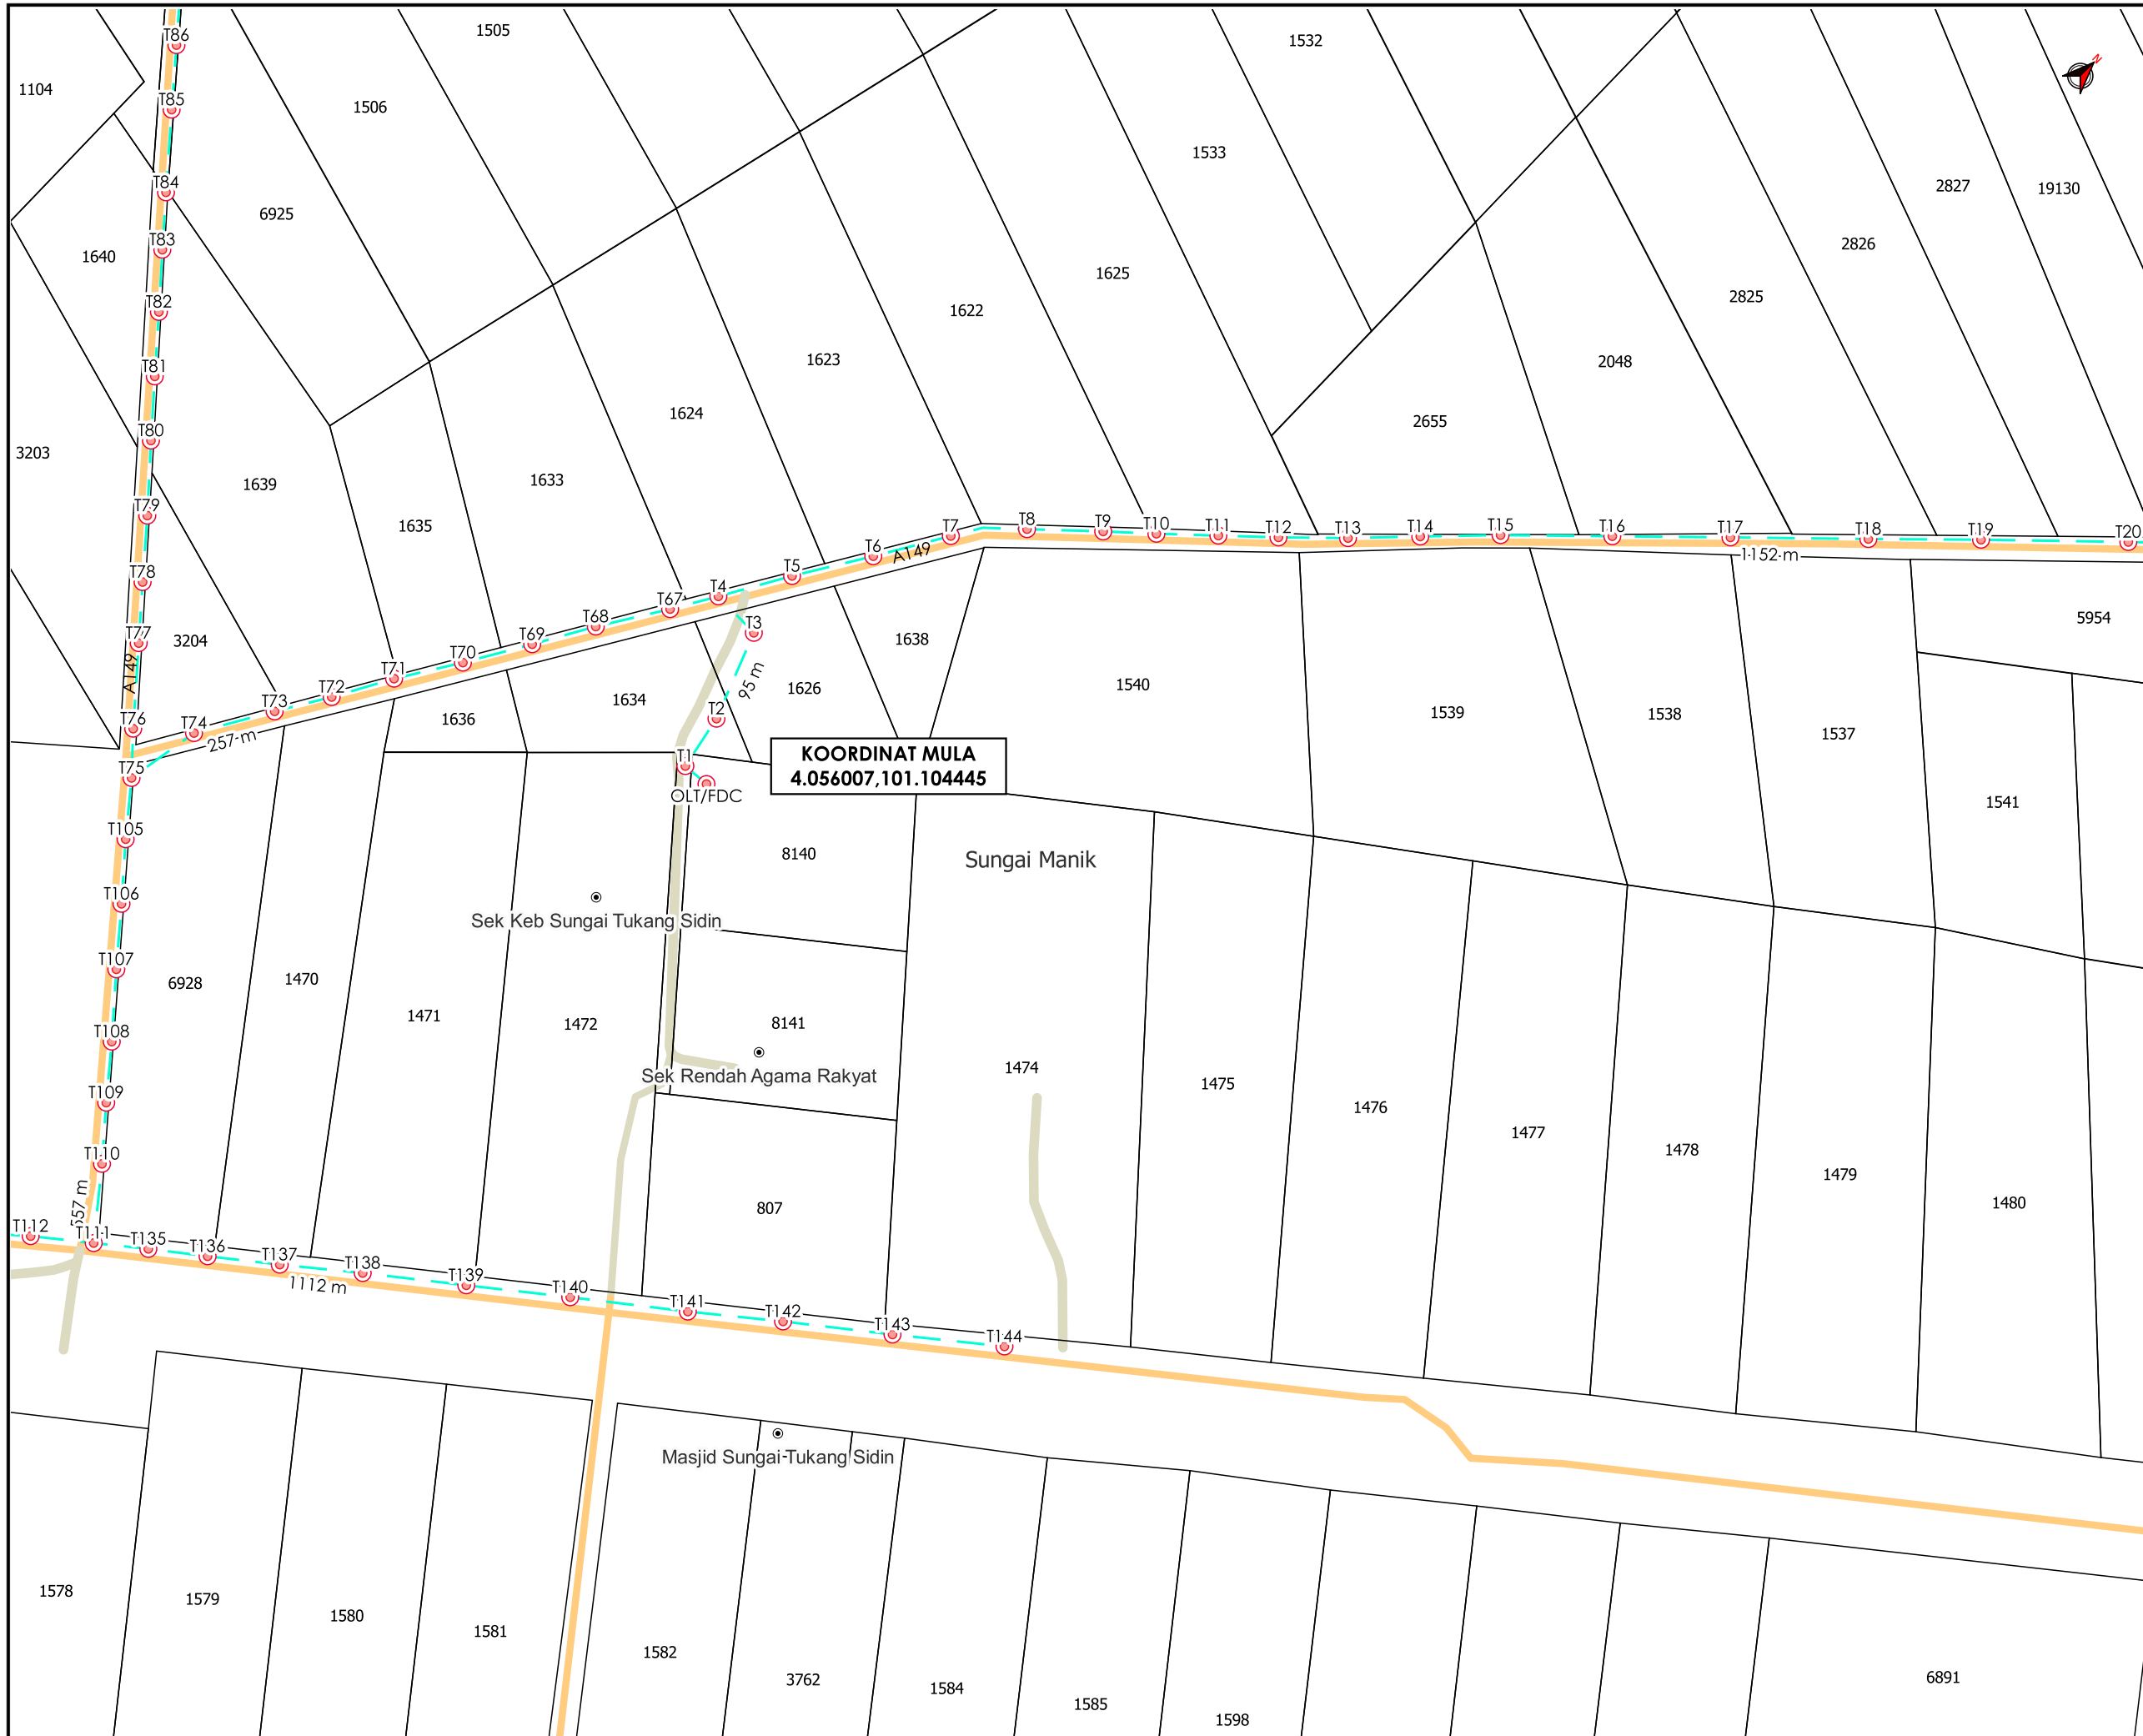 T86
1505
1532
N
1104
T85
1506
1533
T84
6925
2827
19130
1640
T83
2826
T82
1625
2825
1622
T81
1623
2048
1624
2655
T80
3203
1639
1633
T79
1635
T7
T8
T9
T10
T11
T12
T13
T14
T15
T16
T17
T18
T19
T20
A149
1152 m
T6
T5
T78
T4
T67
T68
T69
T3
T77
3204
1638
5954
T70
T71
A149
95 m
1626
1540
1539
1538
1537
T72
T73
1634
1636
T2
T76
T74
257 m
T1
KOORDINAT MULA
4.056007,101.104445
T75
OLT/FDC
1541
T105
8140
Sungai Manik
T106
Sek Keb Sungai Tukang Sidin
T107
6928
1470
1471
1472
8141
T108
Sek Rendah Agama Rakyat
1474
1475
1476
1477
1478
1479
1480
T109
T110
557 m
807
T112
T111
T135
T136
T137
T138
1112 m
T139
T140
T141
T142
T143
T144
Masjid Sungai Tukang Sidin
1578
1579
1580
1581
1582
3762
1584
1585
1598
6891